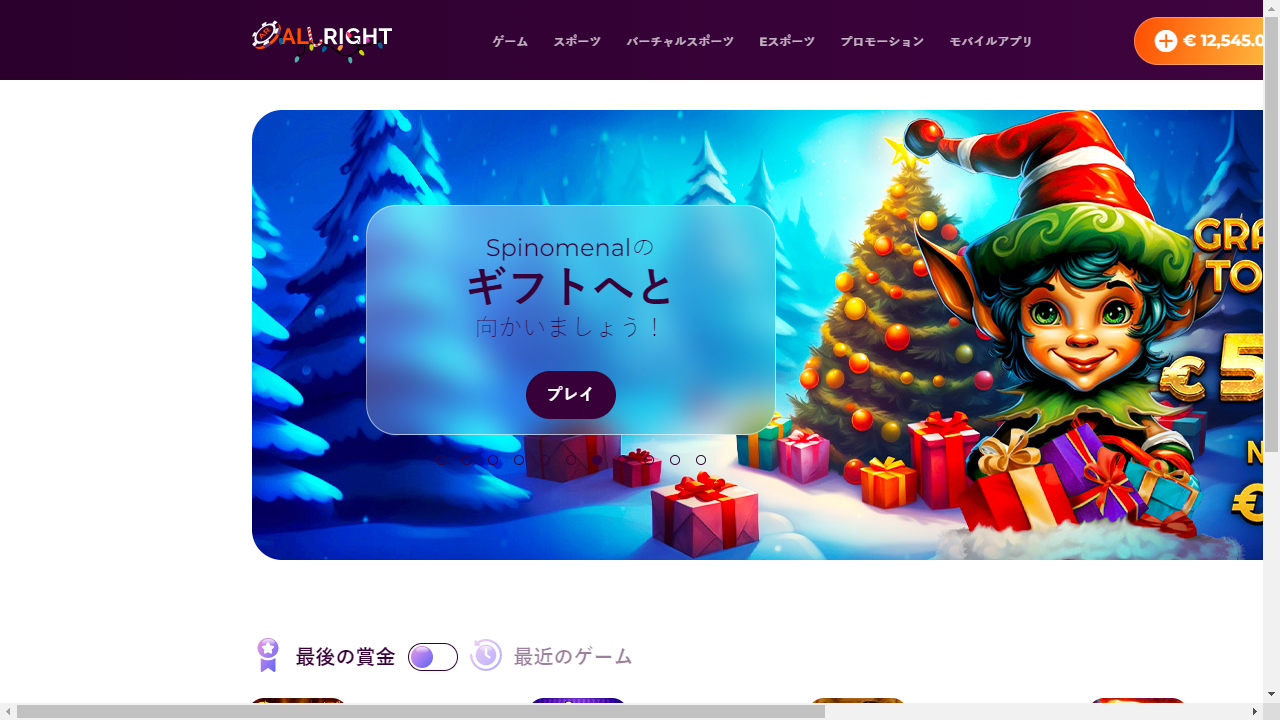 ALL RIGHT
ゲーム
スポーツ
バーチャルスポーツ
Eスポーツ
プロモーション
モバイルアプリ
€ 12,545.0
Spinomenalの
ギフトへと
向かいましょう！
プレイ
GRA
TO
€5
N
€
最後の賞金
最近のゲーム